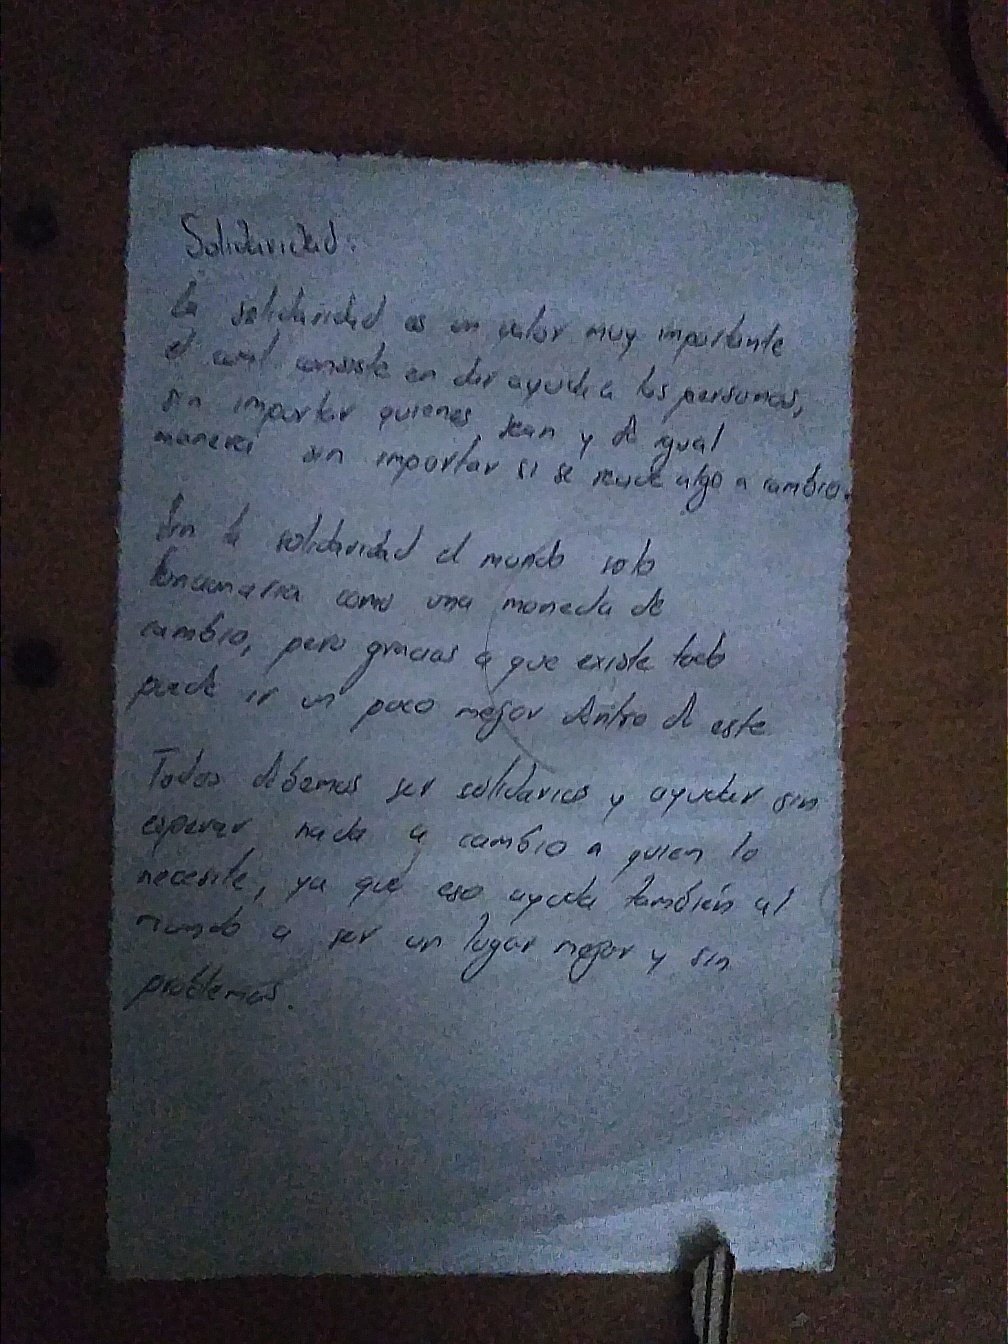 Solidaridad:
La solidaridad es un valor muy importante
el cual consiste en dar ayuda a las personas,
sin importar quienes sean y de igual
manera sin importar si se recibe algo a cambio.
Sin la solidaridad el mundo solo
funcionaria como una moneda de
cambio, pero gracias a que existe todo
puede ir un poco mejor dentro de este
Todos debemos ser solidarios y ayudar sin
esperar nada a cambio a quien lo
necesite, ya que eso ayuda también al
mundo a ser un lugar mejor y sin
problemas.